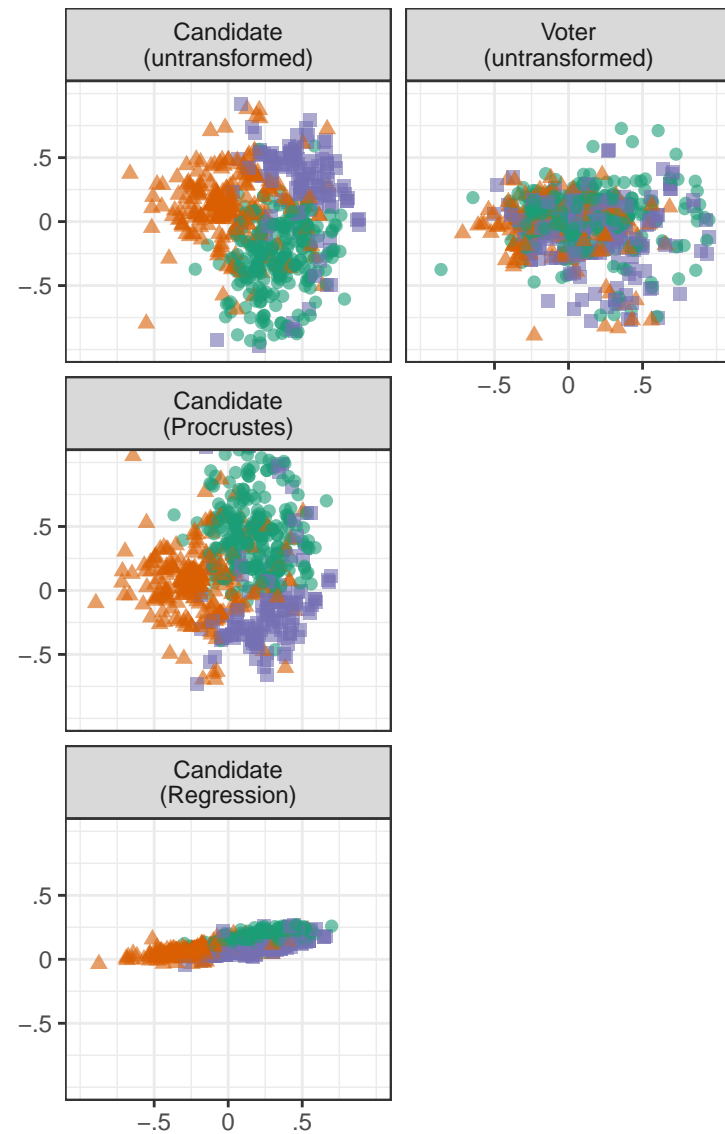 Candidate
(untransformed)
Voter
(untransformed)
.5
0
−.5
−.5 0 .5
Candidate
(Procrustes)
.5
0
−.5
Candidate
(Regression)
.5
0
−.5
−.5 0 .5